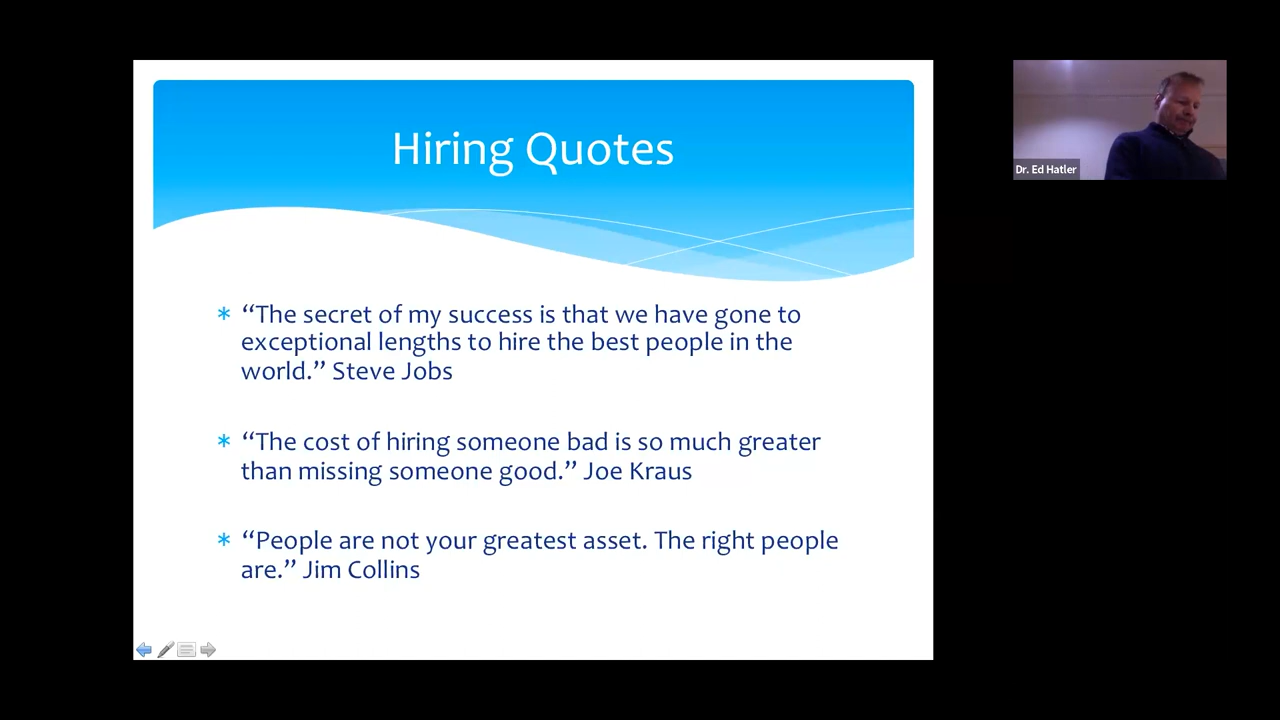 Hiring Quotes
* “The secret of my success is that we have gone to
exceptional lengths to hire the best people in the
world.” Steve Jobs
* “The cost of hiring someone bad is so much greater
than missing someone good.” Joe Kraus
* “People are not your greatest asset. The right people
are.” Jim Collins
Dr. Ed Hatler